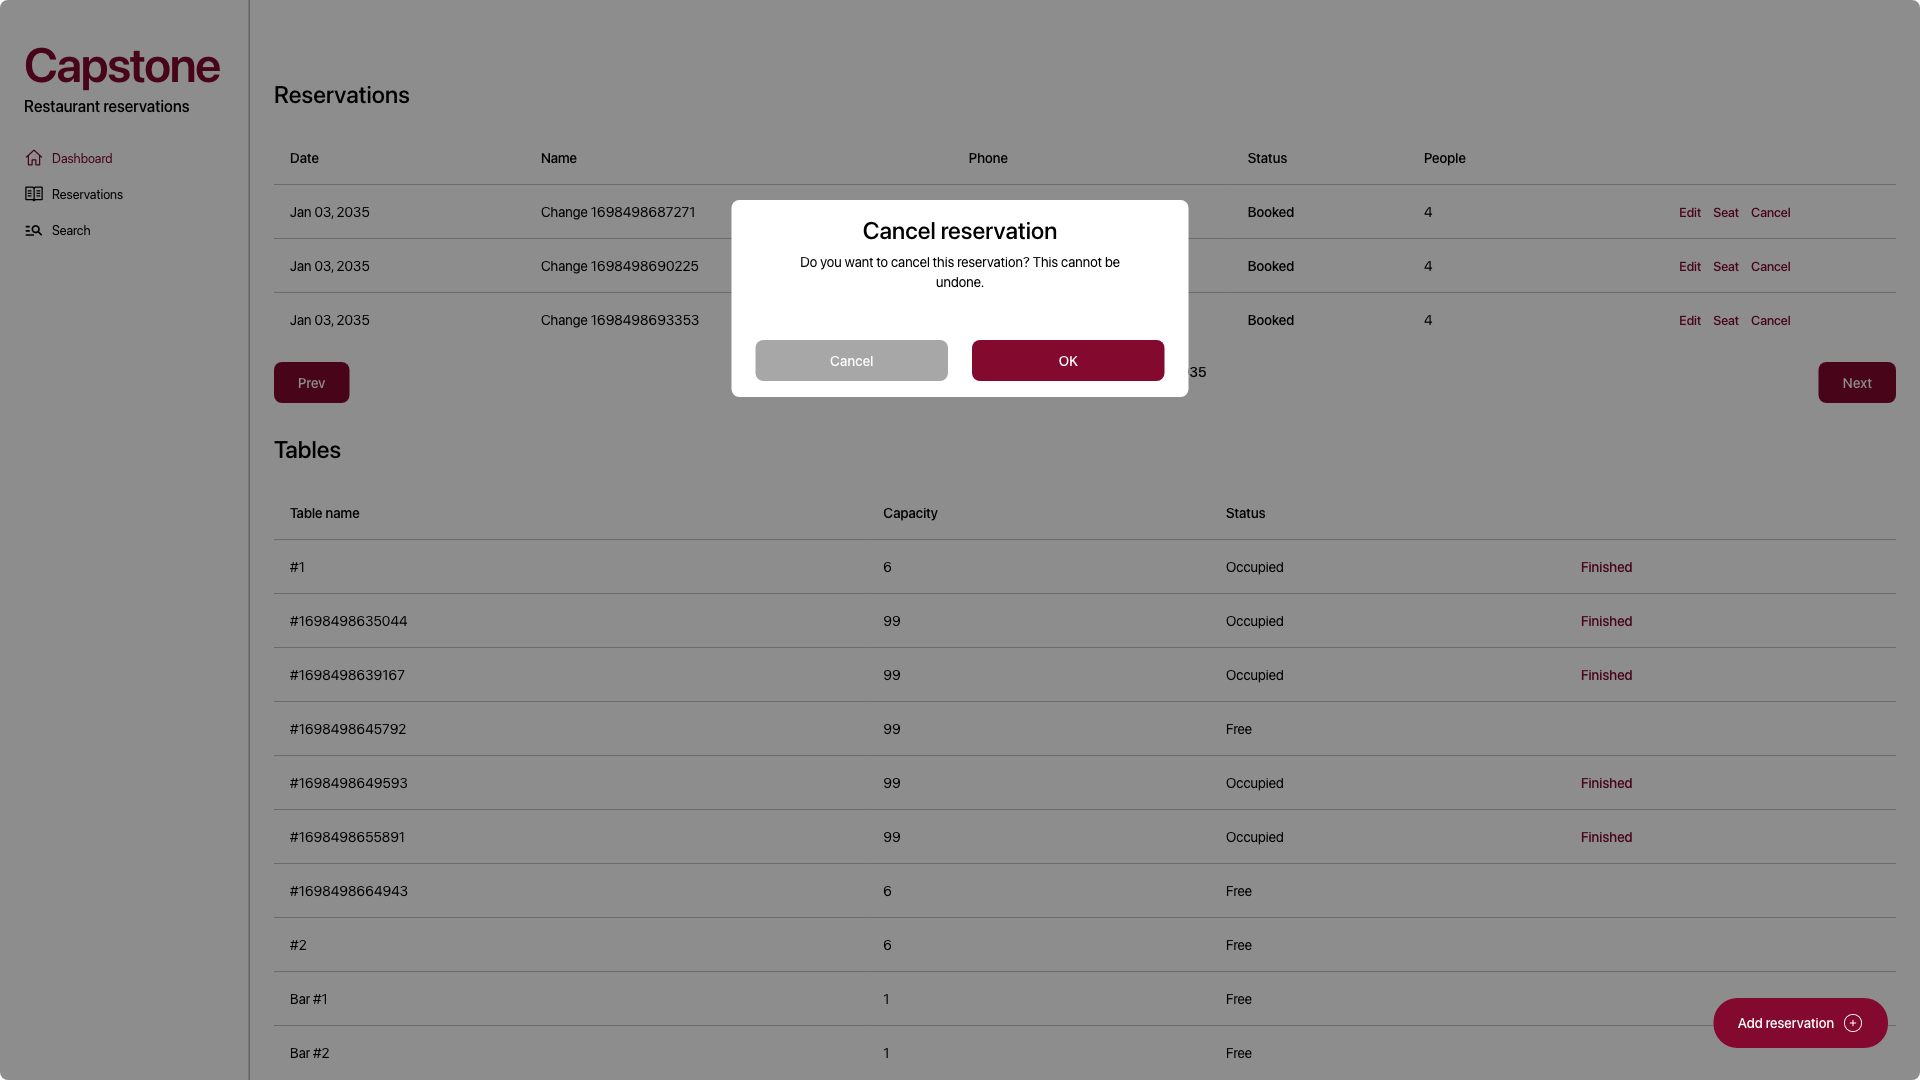 Capstone
Restaurant reservations
Dashboard
Reservations
Search
Reservations
Date Name Phone Status People
Jan 03, 2035 Change 1698498687271 Booked 4 Edit Seat Cancel
Jan 03, 2035 Change 1698498690225 Booked 4 Edit Seat Cancel
Jan 03, 2035 Change 1698498693353 Booked 4 Edit Seat Cancel
Prev 35 Next
Cancel reservation
Do you want to cancel this reservation? This cannot be
undone.
Cancel OK
Tables
Table name Capacity Status
#1 6 Occupied Finished
#1698498635044 99 Occupied Finished
#1698498639167 99 Occupied Finished
#1698498645792 99 Free
#1698498649593 99 Occupied Finished
#1698498655891 99 Occupied Finished
#1698498664943 6 Free
#2 6 Free
Bar #1 1 Free
Bar #2 1 Free
Add reservation